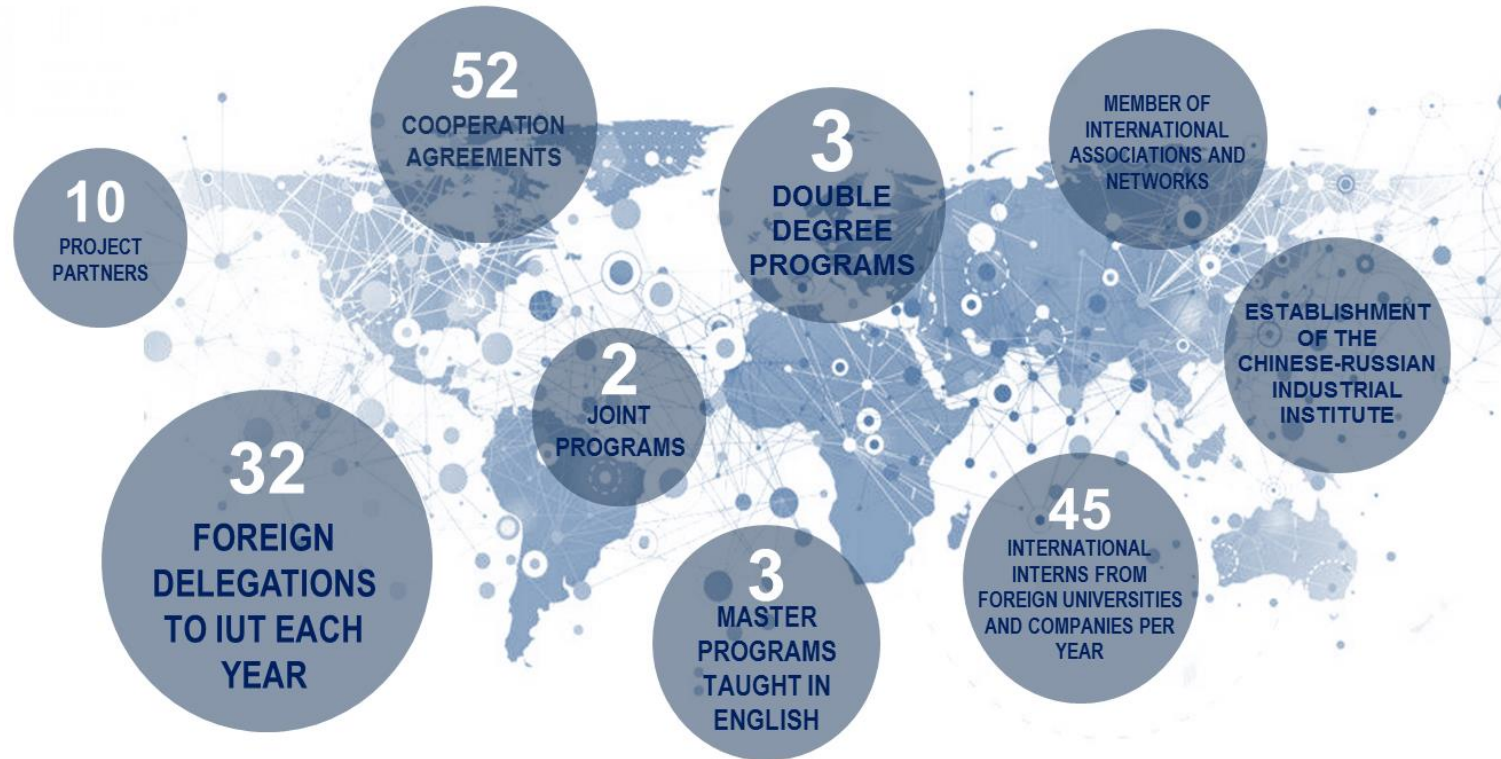 52
COOPERATION
AGREEMENTS
10
PROJECT
PARTNERS
3
DOUBLE
DEGREE
PROGRAMS
MEMBER OF
INTERNATIONAL
ASSOCIATIONS AND
NETWORKS
ESTABLISHMENT
OF THE
CHINESE-RUSSIAN
INDUSTRIAL
INSTITUTE
2
JOINT
PROGRAMS
32
FOREIGN
DELEGATIONS
TO IUT EACH
YEAR
3
MASTER
PROGRAMS
TAUGHT IN
ENGLISH
45
INTERNATIONAL
INTERNS FROM
FOREIGN UNIVERSITIES
AND COMPANIES PER
YEAR